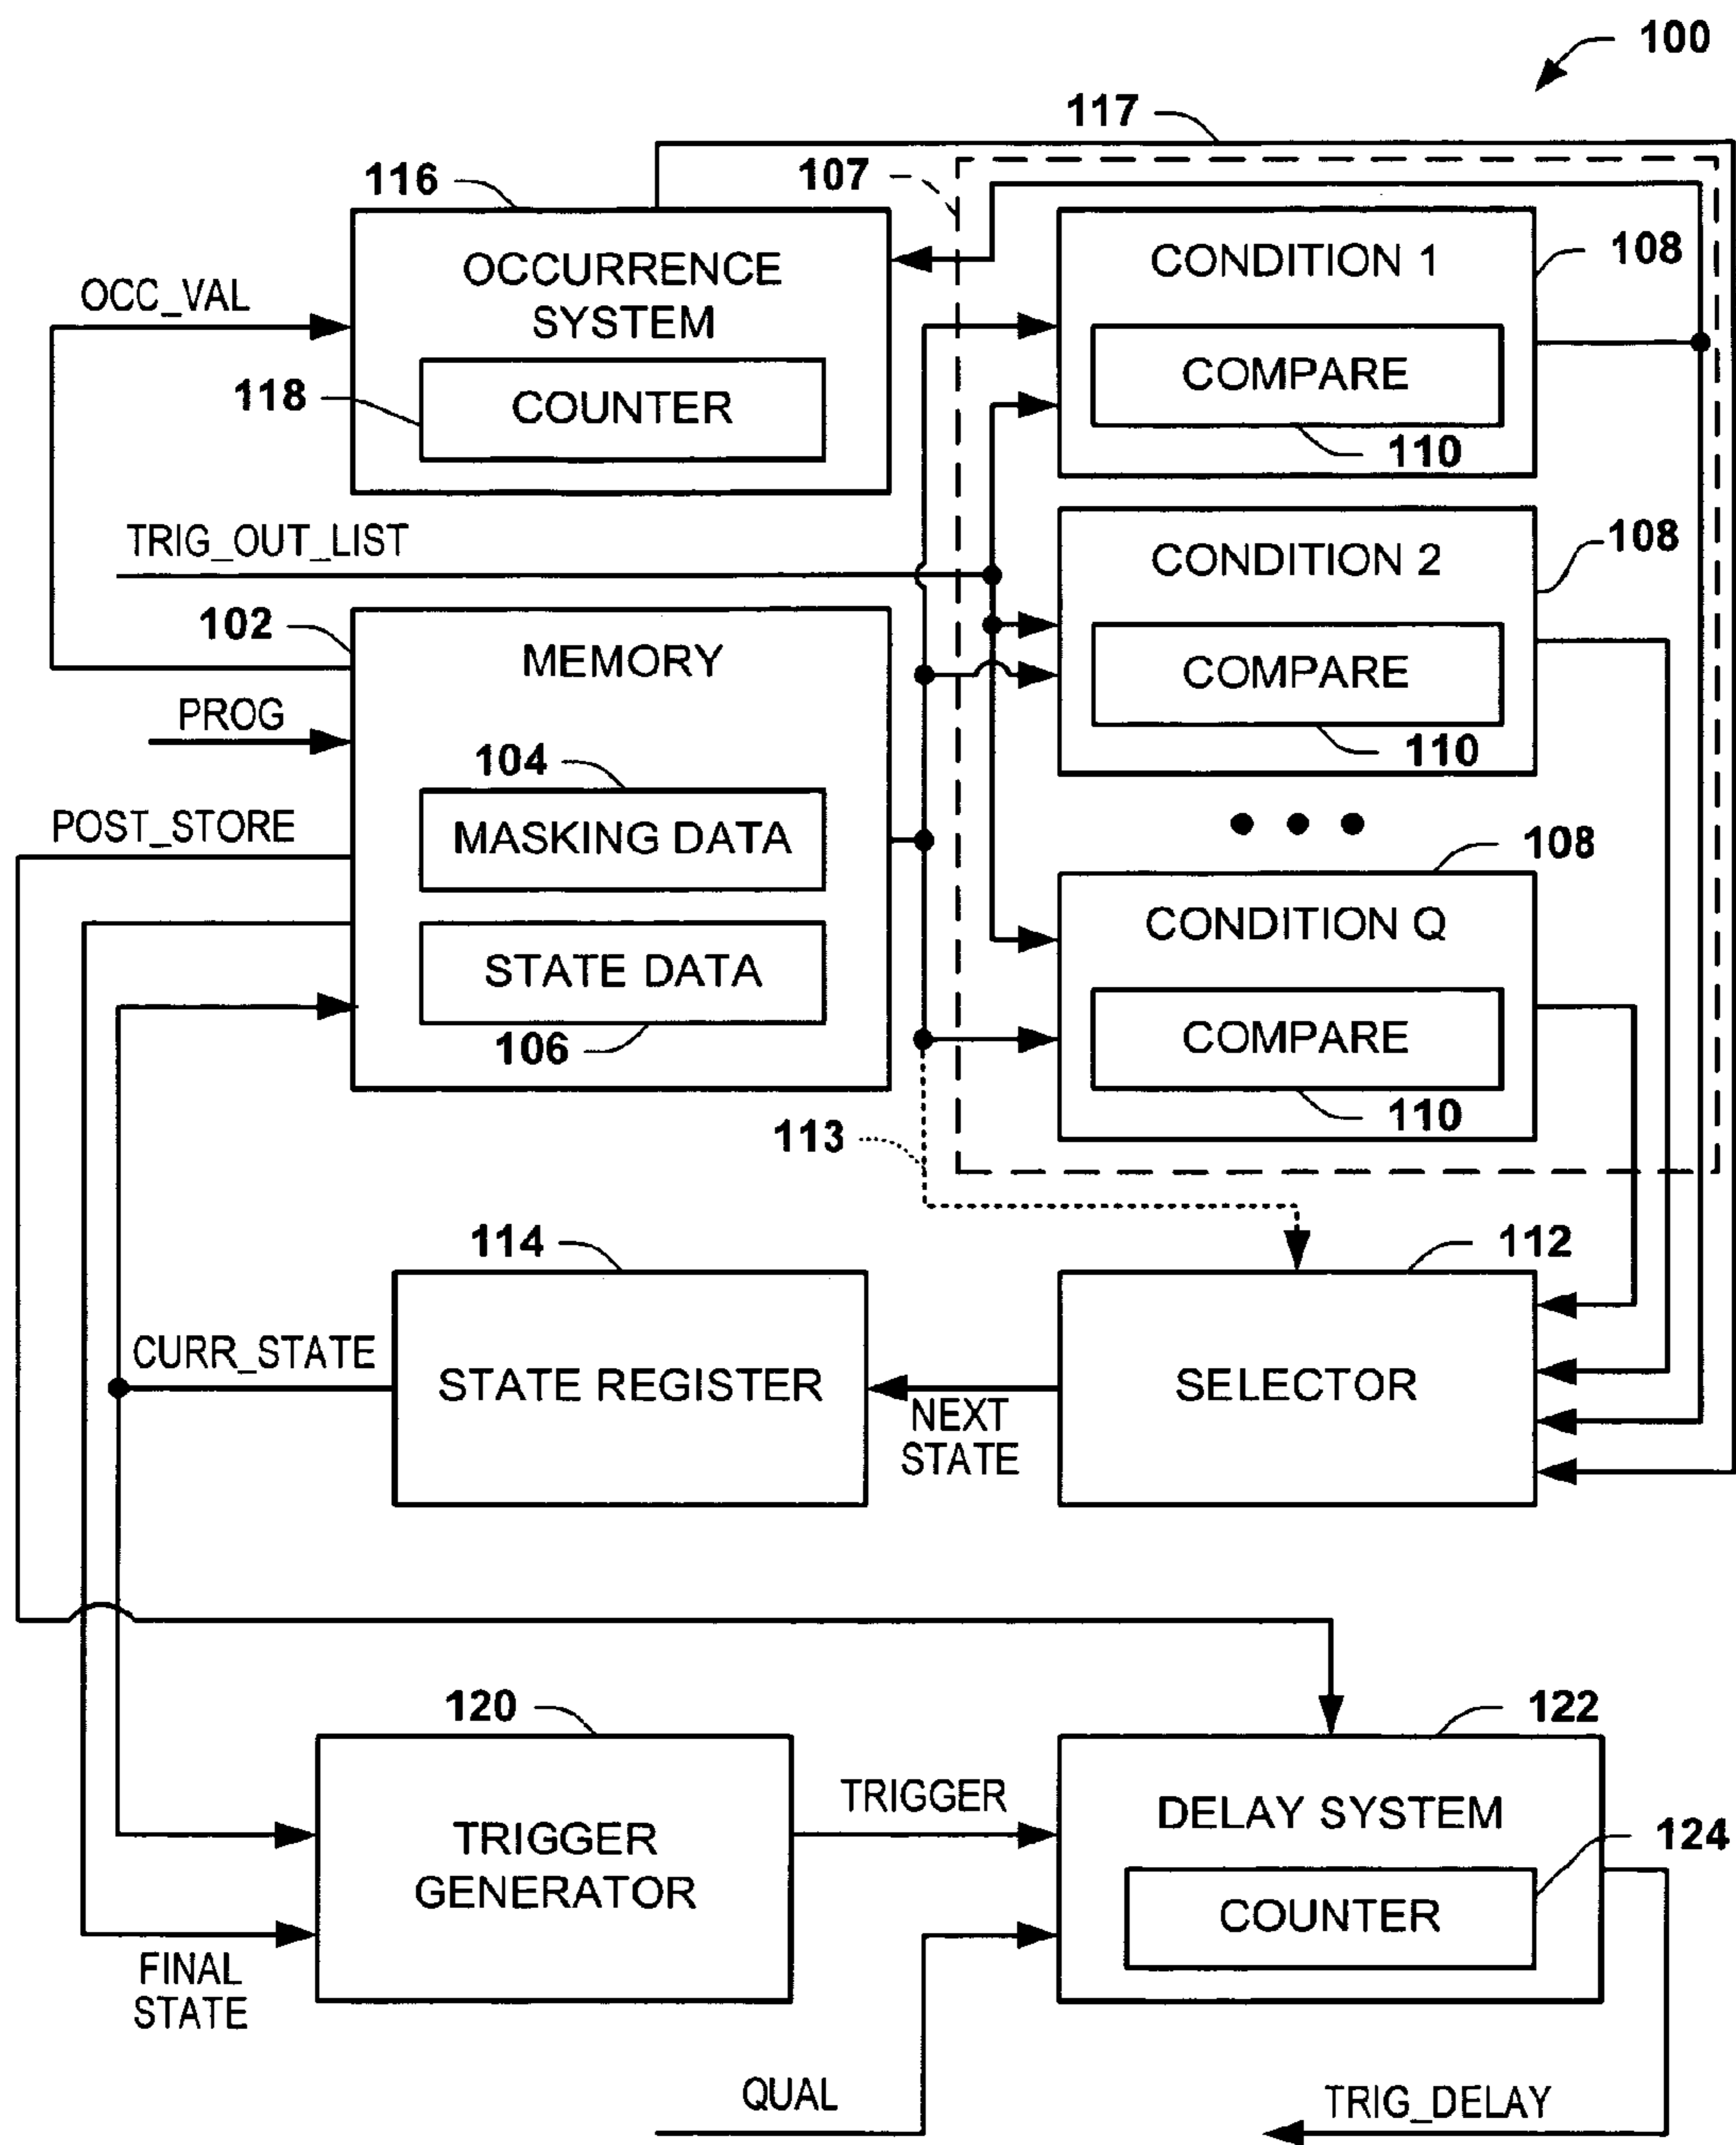 100
117
116
107
OCCURRENCE
SYSTEM
CONDITION 1
108
OCC_VAL
COMPARE
118
COUNTER
110
TRIG_OUT_LIST
CONDITION 2
108
102
MEMORY
COMPARE
PROG
110
104
POST_STORE
MASKING DATA
108
CONDITION Q
STATE DATA
COMPARE
106
110
113
114
112
CURR_STATE
STATE REGISTER
SELECTOR
NEXT
STATE
120
122
TRIGGER
DELAY SYSTEM
TRIGGER
GENERATOR
124
COUNTER
FINAL
STATE
QUAL
TRIG_DELAY